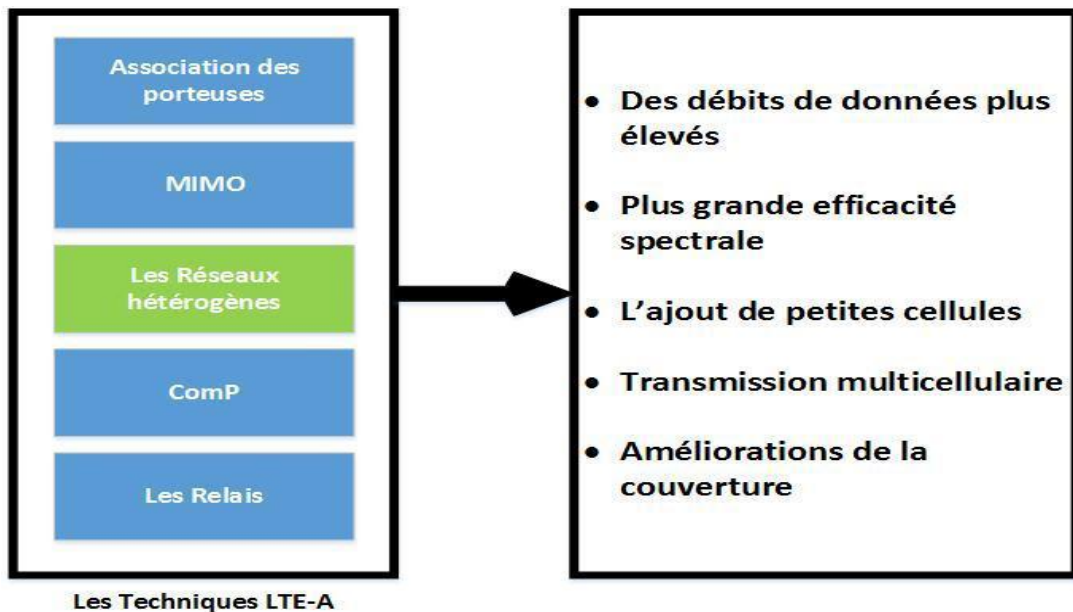 Association des
porteuses
MIMO
Les Réseaux
hétérogènes
ComP
Les Relais
Les Techniques LTE-A
• Des débits de données plus
élevés
• Plus grande efficacité
spectrale
• L'ajout de petites cellules
• Transmission multicellulaire
• Améliorations de la
couverture